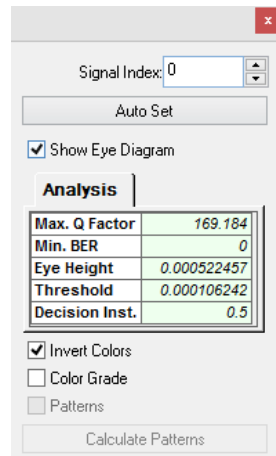 x
Signal Index: 0
Auto Set
Show Eye Diagram
Analysis
Max. Q Factor 169.184
Min. BER 0
Eye Height 0.000522457
Threshold 0.000106242
Decision Inst. 0.5
Invert Colors
Color Grade
Patterns
Calculate Patterns